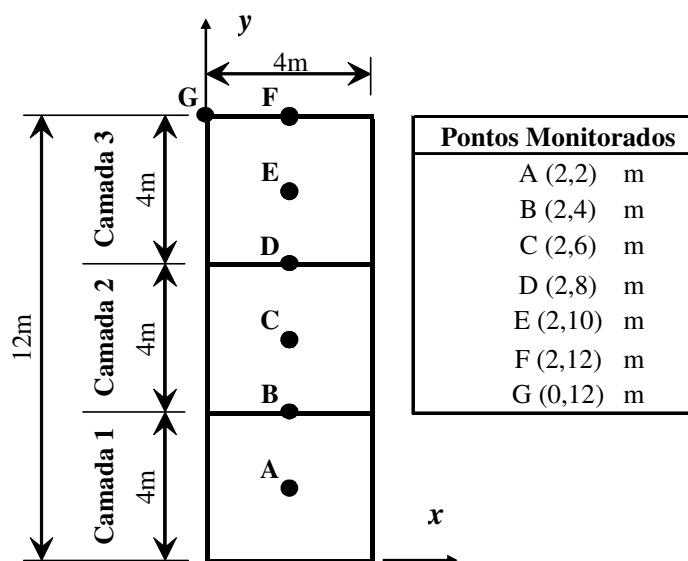 y
4m
G
F
Camada 3
4m
E
D
12m
Camada 2
4m
C
B
Camada 1
4m
A
x
Pontos Monitorados
A (2,2) m
B (2,4) m
C (2,6) m
D (2,8) m
E (2,10) m
F (2,12) m
G (0,12) m